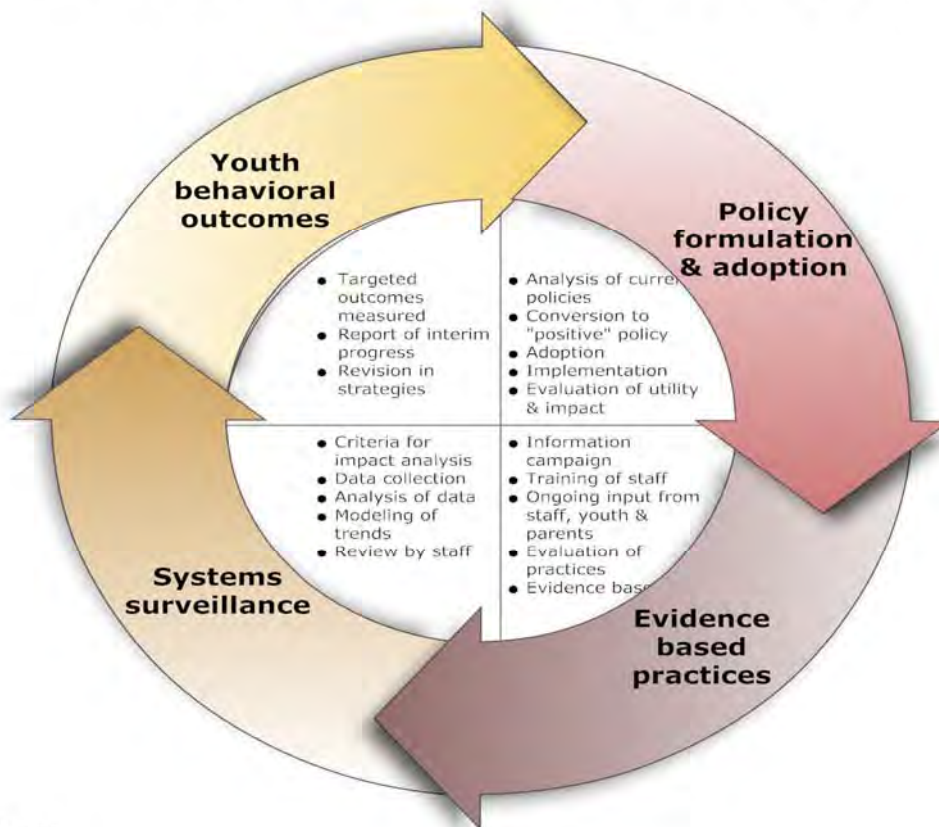 Youth
behavioral
outcomes
Policy
formulation
& adoption
● Targeted
outcomes
measured
● Report of interim
progress
● Revision in
strategies
● Analysis of
policies
● Conversion to
"positive" policy
● Adoption
● Implementation
● Evaluation of utility
& impact
● Criteria for
impact analysis
● Data collection
● Analysis of data
● Modeling of
trends
● Review by staff
● Information
campaign
● Training of staff
● Ongoing input from
staff, youth &
parents
● Evaluation of
practices
● Evidence
Systems
surveillance
Evidence
based
practices